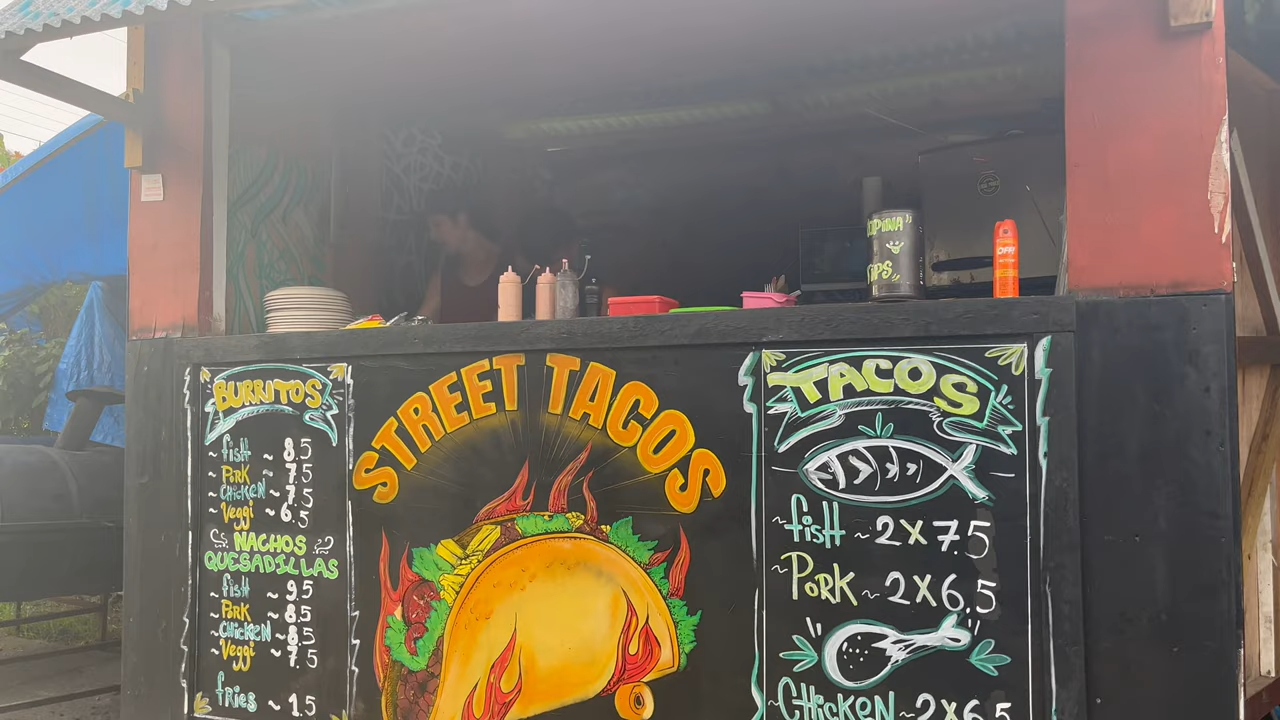 BURRITOS
~ fisH ~ 8.5
~ PORK ~ 7.5
~ CHicKEN ~ 7.5
~ Veggi ~ 6.5
NACHOS
QUESADILLAS
~ fisH ~ 9.5
~ PORK ~ 8.5
~ CHicKEN ~ 8.5
~ Veggi ~ 7.5
fries ~ 1.5
STREET TACOS
TACOS
~ fisH ~ 2X7.5
~ PORK ~ 2X6.5
CHicKEN ~ 2X6.5
TiPS
OFF!